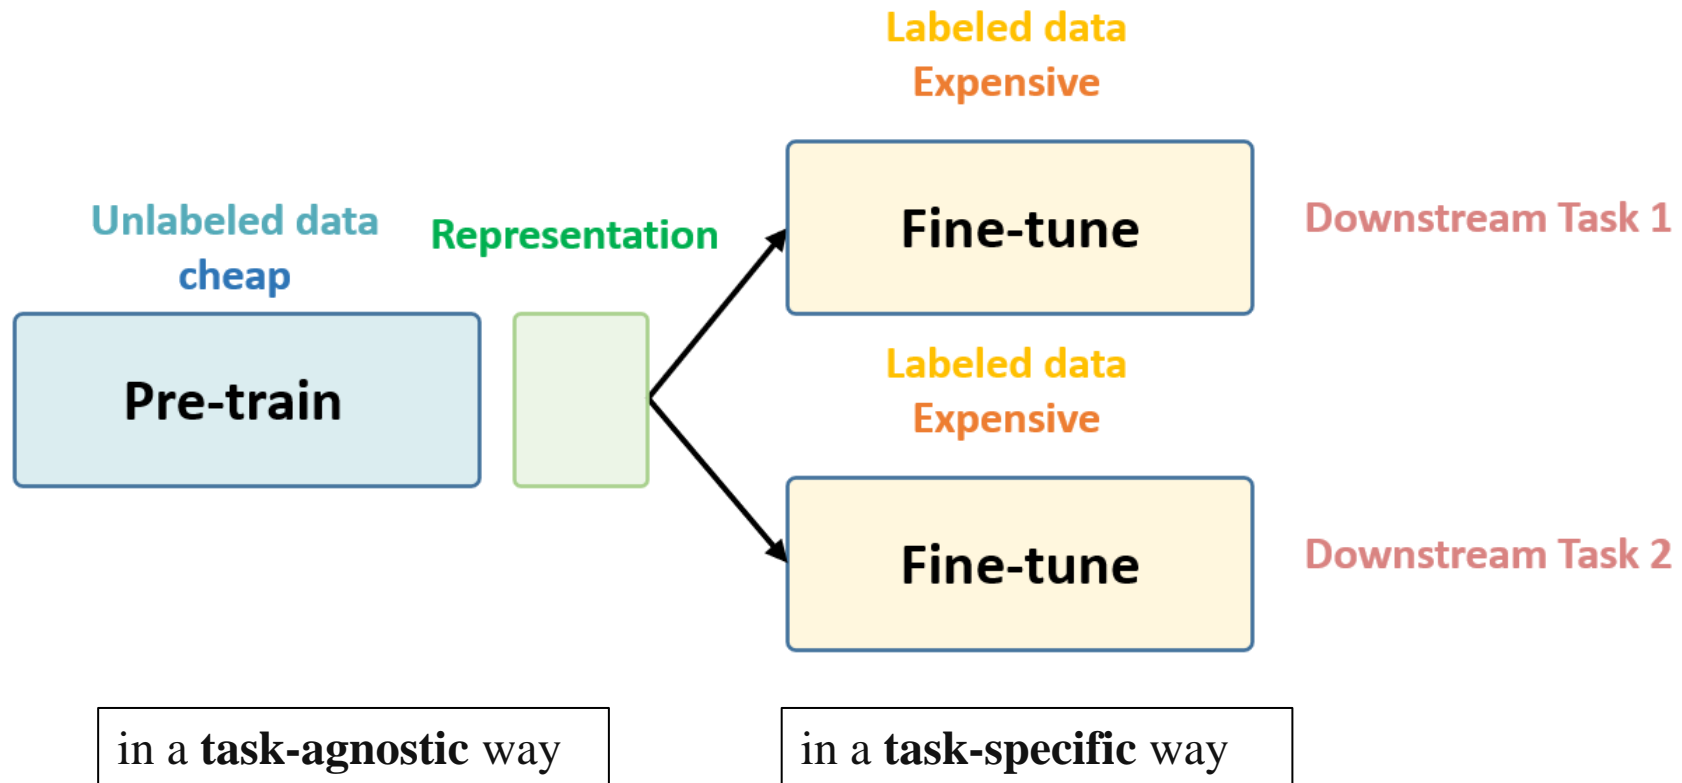 Unlabeled data
cheap
Pre-train
Representation
Labeled data
Expensive
Fine-tune
Downstream Task 1
Labeled data
Expensive
Fine-tune
Downstream Task 2
in a task-agnostic way
in a task-specific way